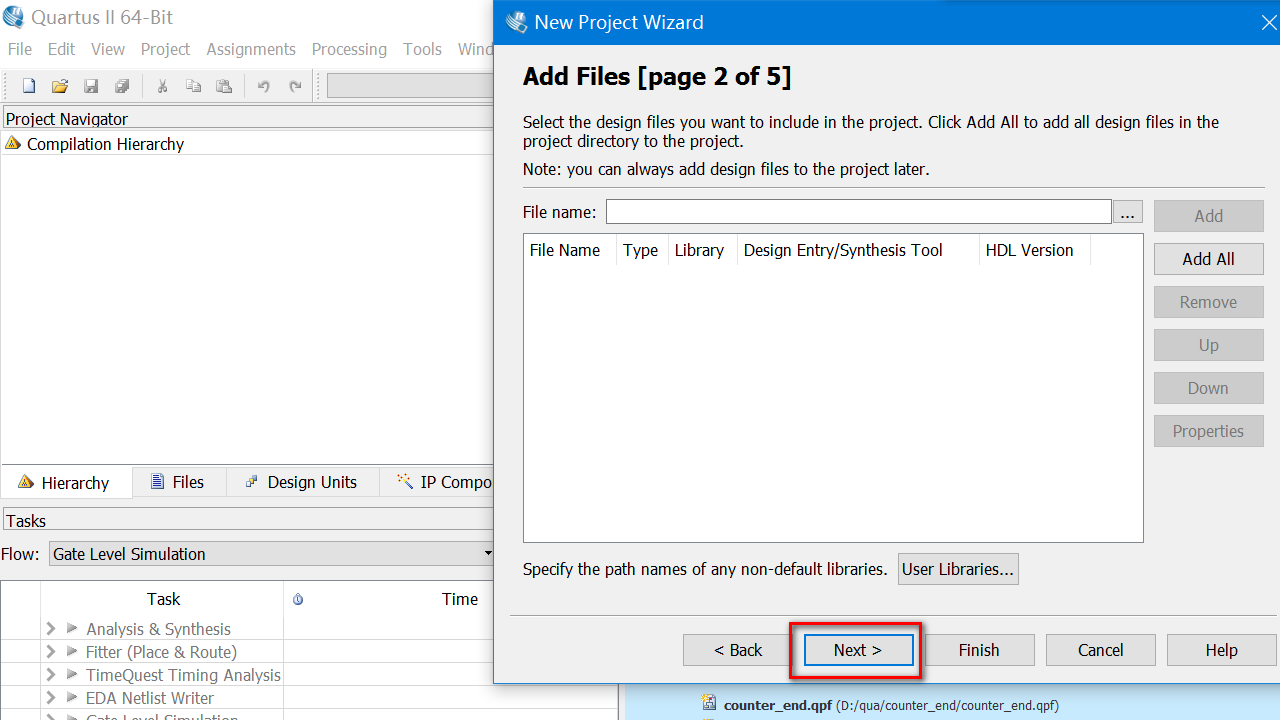 Quartus II 64-Bit
File Edit View Project Assignments Processing Tools
Project Navigator
Compilation Hierarchy
Hierarchy Files Design Units
Tasks
Flow: Gate Level Simulation
Task Time
Analysis & Synthesis
Fitter (Place & Route)
TimeQuest Timing Analysis
EDA Netlist Writer
Gate Level Simulation
New Project Wizard
Add Files [page 2 of 5]
Select the design files you want to include in the project. Click Add All to add all design files in the
project directory to the project.
Note: you can always add design files to the project later.
File name: ... Add
File Name Type Library Design Entry/Synthesis Tool HDL Version
Add All
Remove
Up
Down
Properties
Specify the path names of any non-default libraries. User Libraries...
< Back Next > Finish Cancel Help
counter_end.qpf (D:/qua/counter_end/counter_end.qpf)